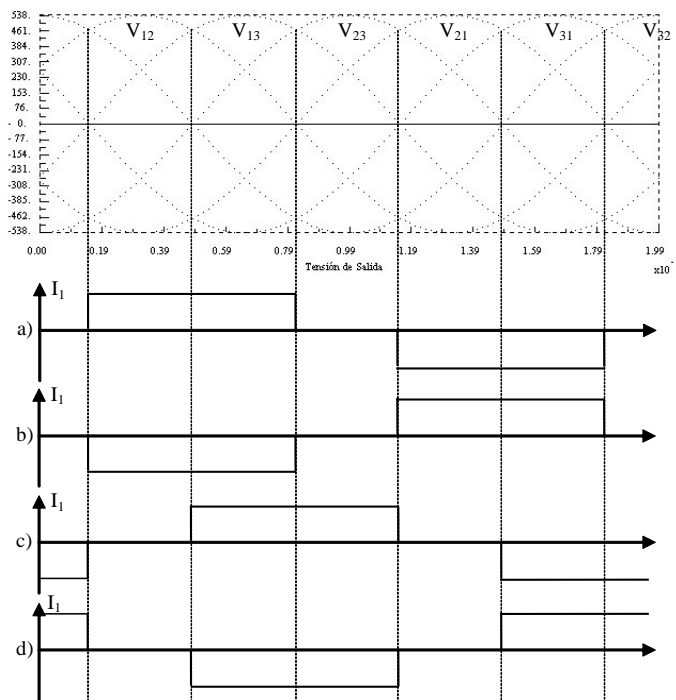 538.
461.
384.
307.
230.
153.
76.
- 0.
- 77.
-154.
-231.
-308.
-385.
-462.
-538.
V12 V13 V23 V21 V31 V32
0.00 0.19 0.39 0.59 0.79 0.99 1.19 1.39 1.59 1.79 1.99
Tensión de Salida
x10-
I1
a)
I1
b)
I1
c)
I1
d)